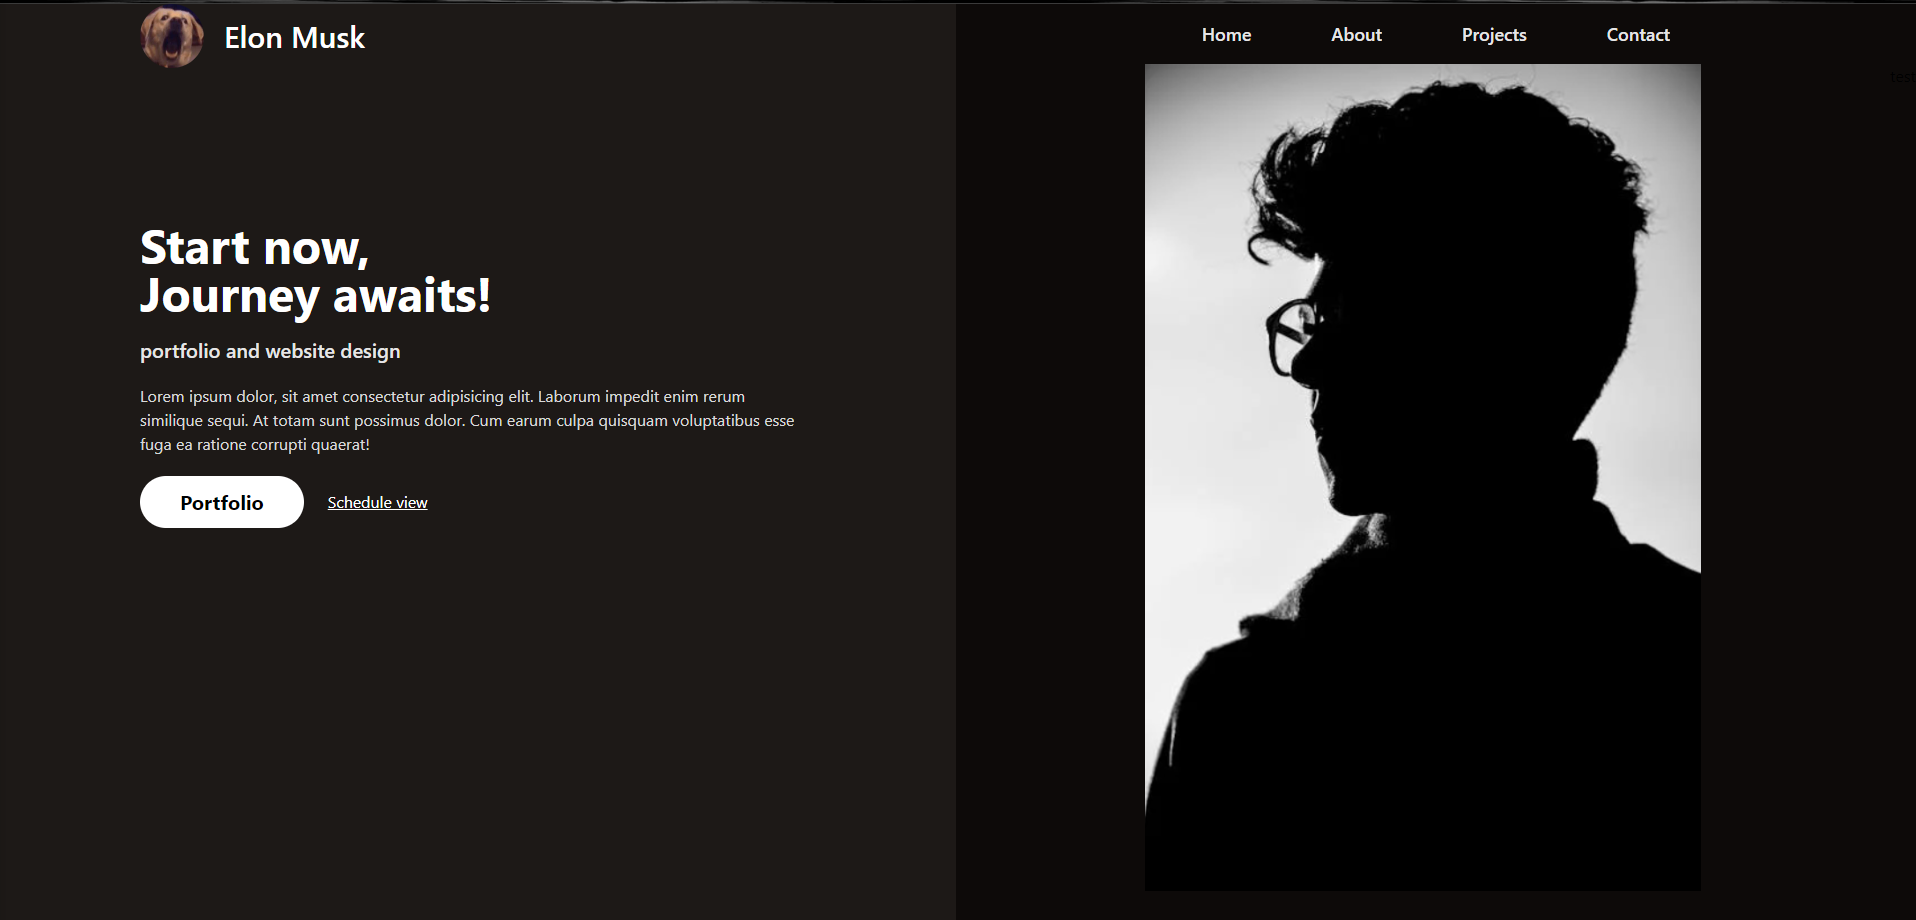 Elon Musk
Home
About
Projects
Contact
test
Start now,
Journey awaits!
portfolio and website design
Lorem ipsum dolor, sit amet consectetur adipisicing elit. Laborum impedit enim rerum
similique sequi. At totam sunt possimus dolor. Cum earum culpa quisquam voluptatibus esse
fuga ea ratione corrupti quaerat!
Portfolio
Schedule view